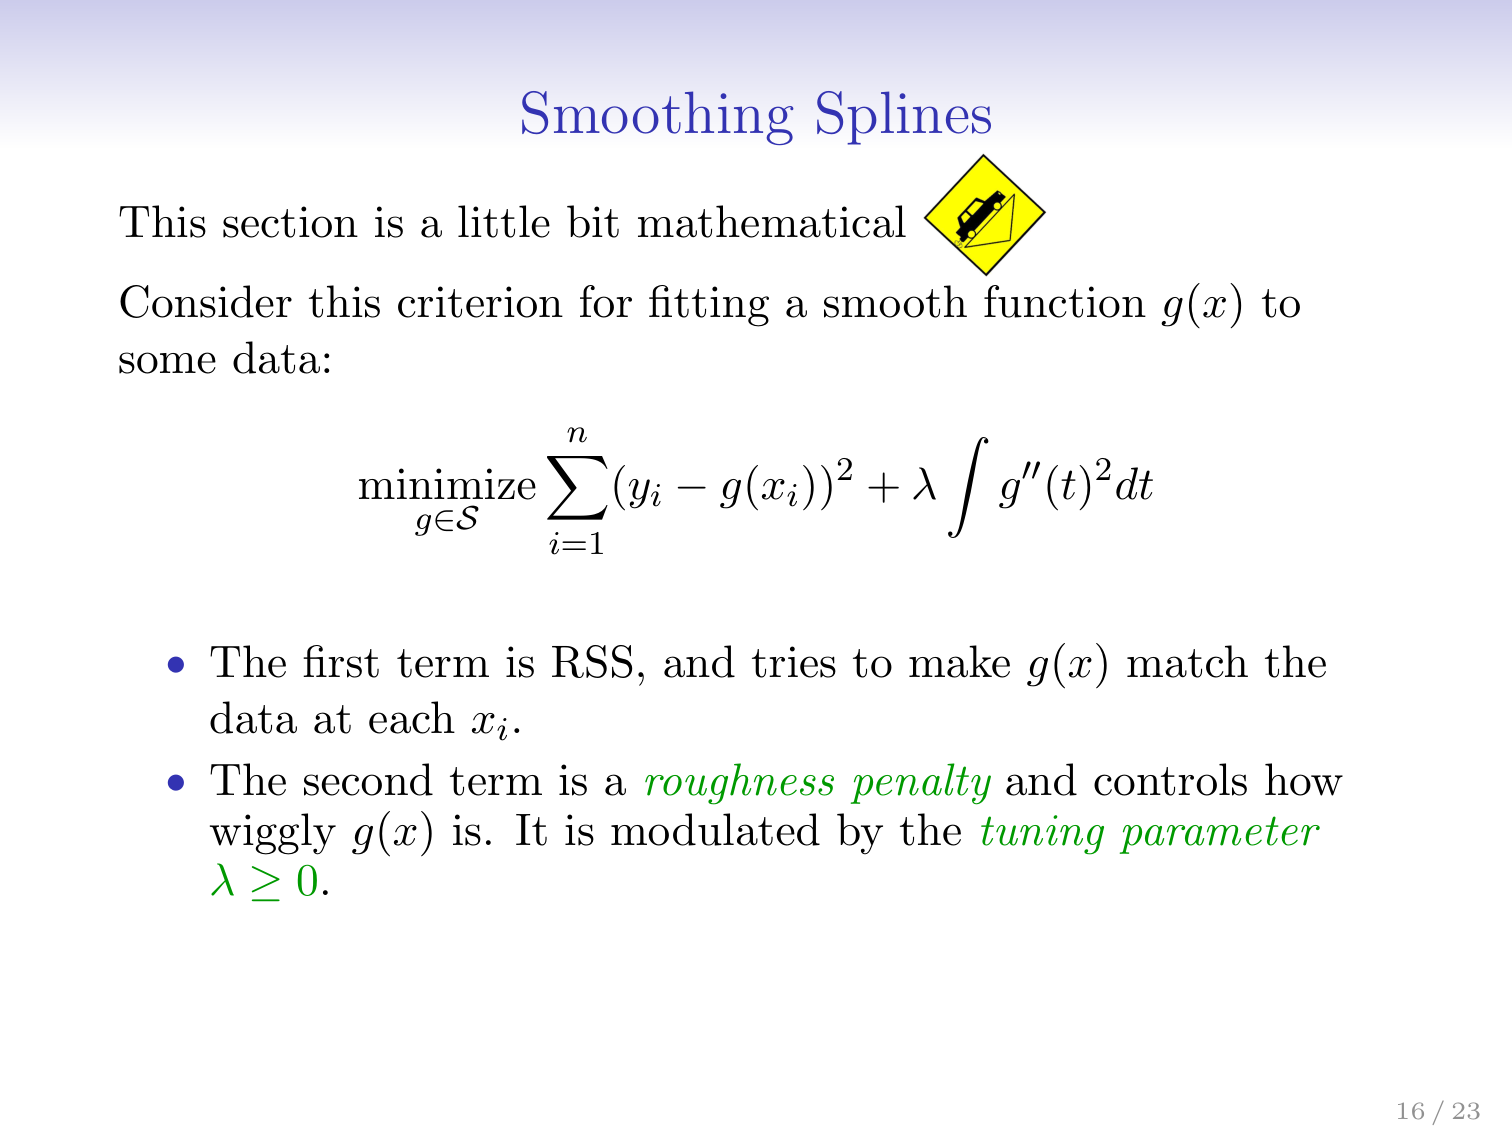 Smoothing Splines
This section is a little bit mathematical
Consider this criterion for fitting a smooth function g(x) to
some data:
minimize_{g∈𝒮} ∑_{i=1}^{n} (y_i − g(x_i))² + λ ∫ g″(t)² dt
• The first term is RSS, and tries to make g(x) match the
data at each x_i.
• The second term is a roughness penalty and controls how
wiggly g(x) is. It is modulated by the tuning parameter
λ ≥ 0.
16 / 23